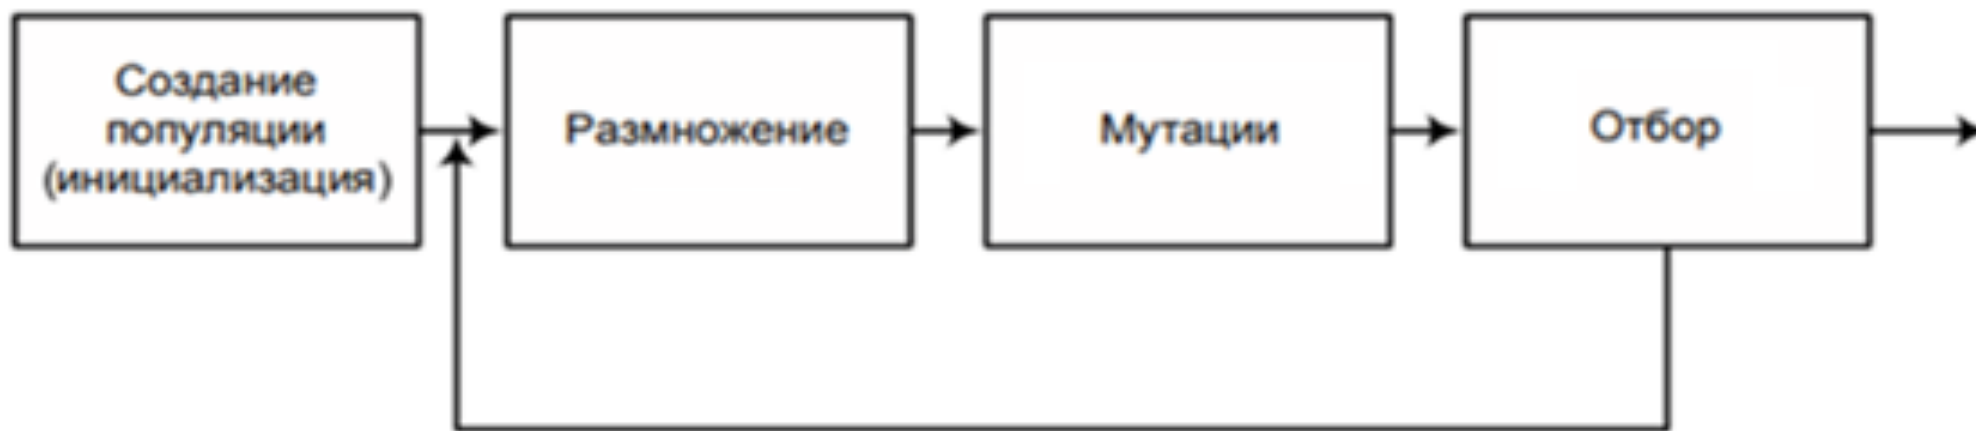 Создание
популяции
(инициализация)
Размножение
Мутации
Отбор